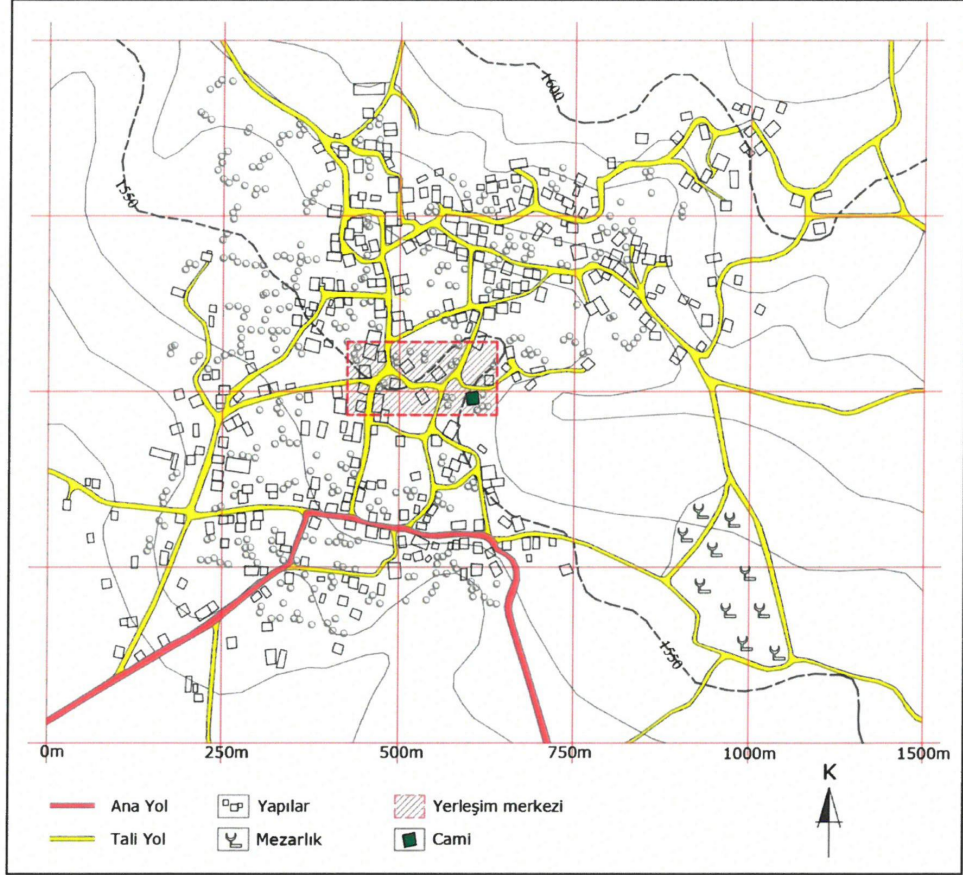 1600
1550
1550
0m 250m 500m 750m 1000m 1500m
K
Ana Yol Yapılar Yerleşim merkezi
Tali Yol Mezarlık Cami